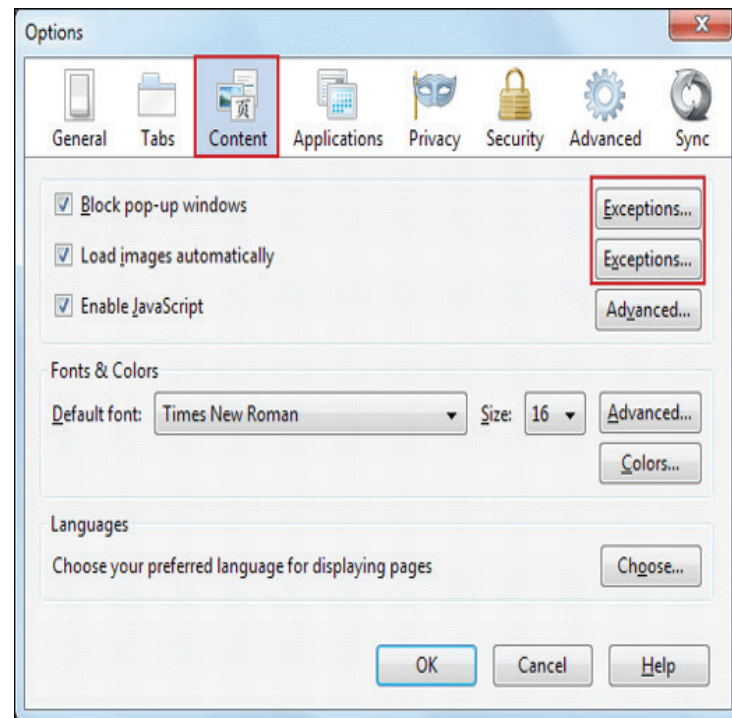 Options
X
页
General Tabs Content Applications Privacy Security Advanced Sync
Block pop-up windows Exceptions...
Load images automatically Exceptions...
Enable JavaScript Advanced...
Fonts & Colors
Default font: Times New Roman Size: 16 Advanced...
Colors...
Languages
Choose your preferred language for displaying pages Choose...
OK Cancel Help